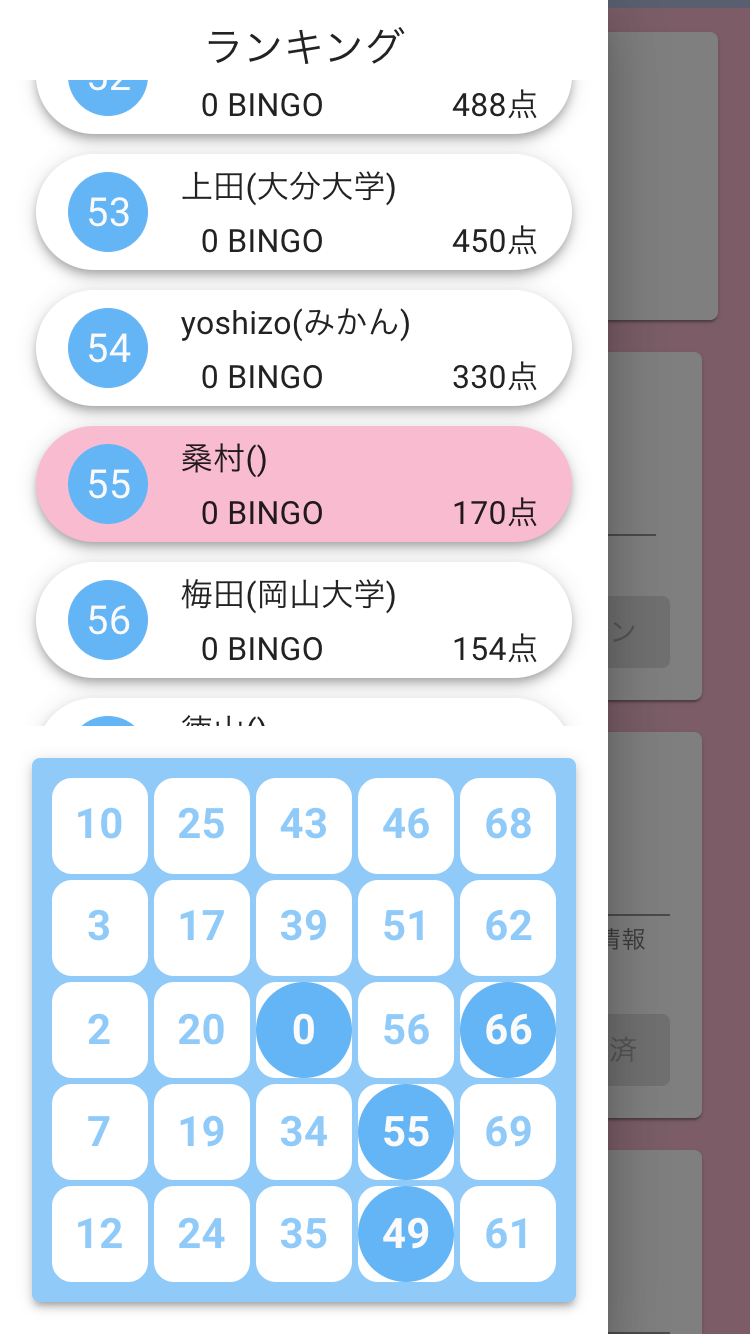 ランキング
52
0 BINGO 488点
53
上田(大分大学)
0 BINGO 450点
54
yoshizo(みかん)
0 BINGO 330点
55
桑村()
0 BINGO 170点
56
梅田(岡山大学)
0 BINGO 154点
徳山()
10 25 43 46 68
3 17 39 51 62
2 20 0 56 66
7 19 34 55 69
12 24 35 49 61
ン
情報
済